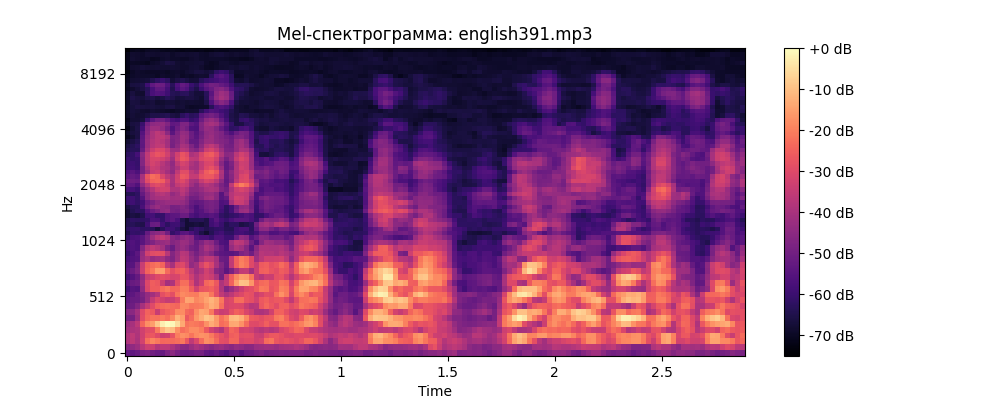 Mel-спектрограмма: english391.mp3
+0 dB
8192
-10 dB
4096
-20 dB
-30 dB
2048
Hz
-40 dB
1024
-50 dB
512
-60 dB
-70 dB
0
0 0.5 1 1.5 2 2.5
Time